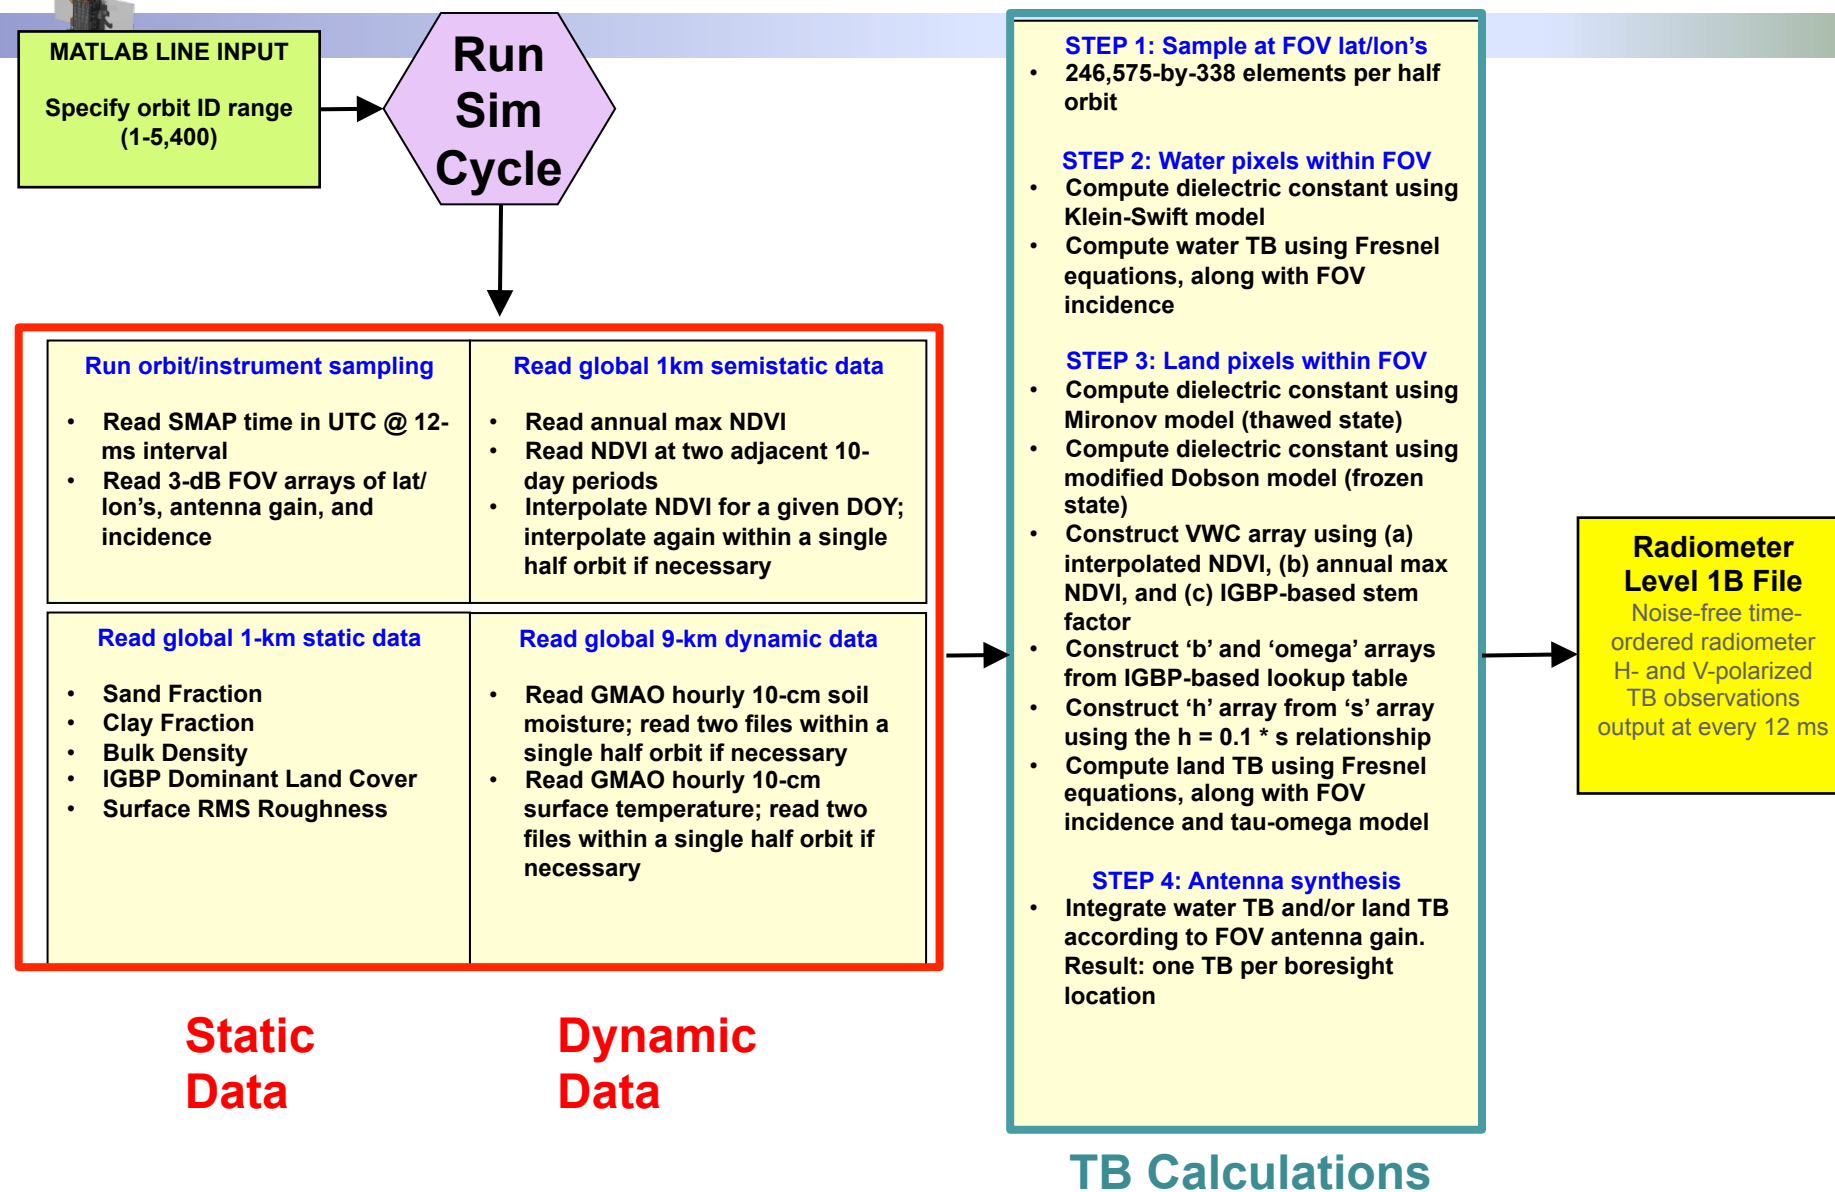 MATLAB LINE INPUT
Specify orbit ID range
(1-5,400)
Run
Sim
Cycle
Run orbit/instrument sampling
• Read SMAP time in UTC @ 12-
ms interval
• Read 3-dB FOV arrays of lat/
lon’s, antenna gain, and
incidence
Read global 1km semistatic data
• Read annual max NDVI
• Read NDVI at two adjacent 10-
day periods
• Interpolate NDVI for a given DOY;
interpolate again within a single
half orbit if necessary
Read global 1-km static data
• Sand Fraction
• Clay Fraction
• Bulk Density
• IGBP Dominant Land Cover
• Surface RMS Roughness
Read global 9-km dynamic data
• Read GMAO hourly 10-cm soil
moisture; read two files within a
single half orbit if necessary
• Read GMAO hourly 10-cm
surface temperature; read two
files within a single half orbit if
necessary
Static
Data
Dynamic
Data
STEP 1: Sample at FOV lat/lon’s
• 246,575-by-338 elements per half
orbit
STEP 2: Water pixels within FOV
• Compute dielectric constant using
Klein-Swift model
• Compute water TB using Fresnel
equations, along with FOV
incidence
STEP 3: Land pixels within FOV
• Compute dielectric constant using
Mironov model (thawed state)
• Compute dielectric constant using
modified Dobson model (frozen
state)
• Construct VWC array using (a)
interpolated NDVI, (b) annual max
NDVI, and (c) IGBP-based stem
factor
• Construct ‘b’ and ‘omega’ arrays
from IGBP-based lookup table
• Construct ‘h’ array from ‘s’ array
using the h = 0.1 * s relationship
• Compute land TB using Fresnel
equations, along with FOV
incidence and tau-omega model
STEP 4: Antenna synthesis
• Integrate water TB and/or land TB
according to FOV antenna gain.
Result: one TB per boresight
location
TB Calculations
Radiometer
Level 1B File
Noise-free time-
ordered radiometer
H- and V-polarized
TB observations
output at every 12 ms